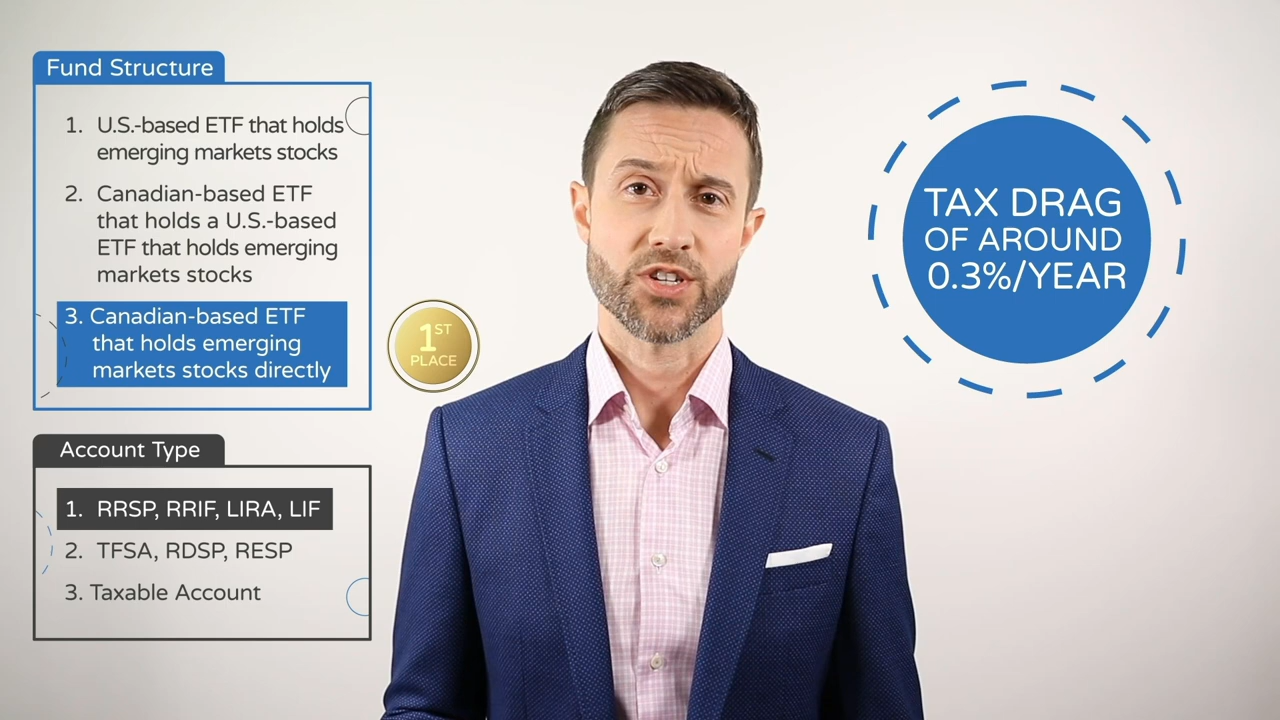 Fund Structure
1. U.S.-based ETF that holds
emerging markets stocks
2. Canadian-based ETF
that holds a U.S.-based
ETF that holds emerging
markets stocks
3. Canadian-based ETF
that holds emerging
markets stocks directly
1ST
PLACE
Account Type
1. RRSP, RRIF, LIRA, LIF
2. TFSA, RDSP, RESP
3. Taxable Account
TAX DRAG
OF AROUND
0.3%/YEAR